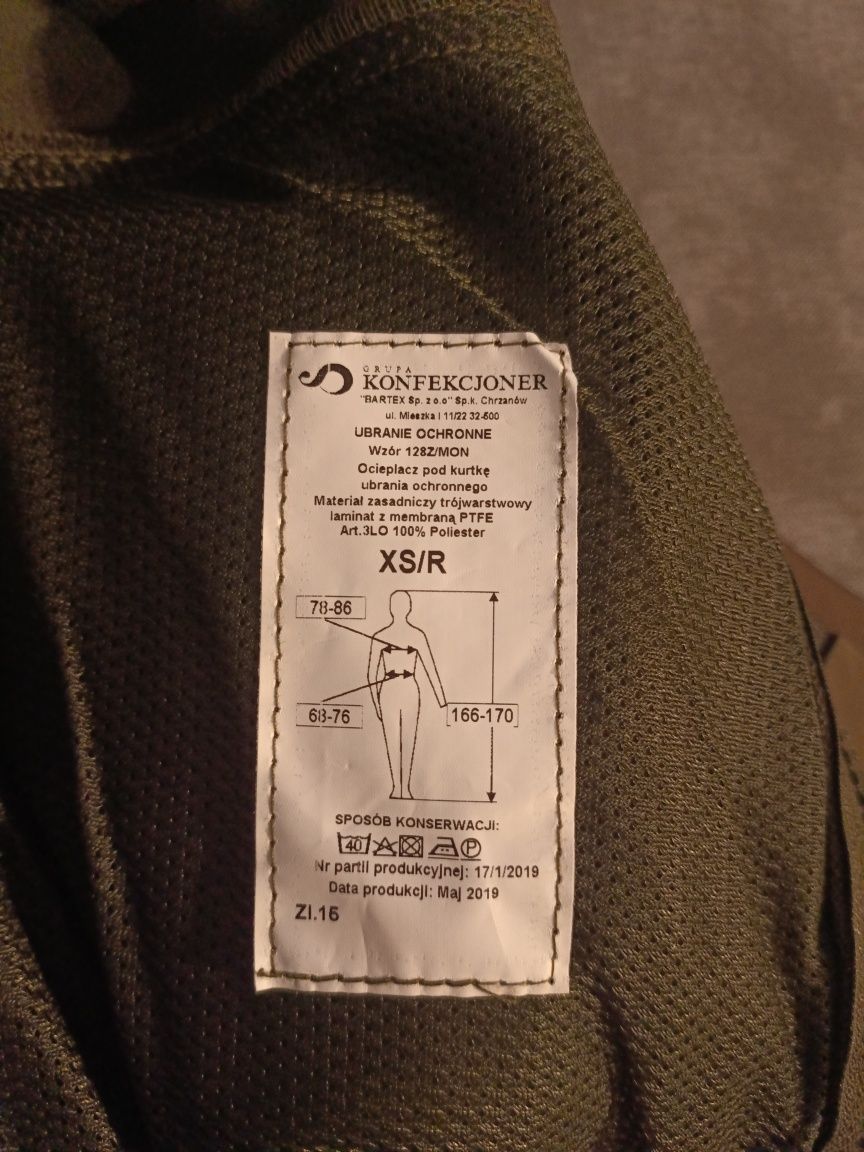 GRUPA
KONFEKCJONER
"BARTEX Sp. z o.o" Sp.k. Chrzanów
ul. Mieszka I 11/22 32-500
UBRANIE OCHRONNE
Wzór 128Z/MON
Ocieplacz pod kurtkę
ubrania ochronnego
Materiał zasadniczy trójwarstwowy
laminat z membraną PTFE
Art.3LO 100% Poliester
XS/R
78-86
68-76
166-170
SPOSÓB KONSERWACJI:
40 P
Nr partii produkcyjnej: 17/1/2019
Data produkcji: Maj 2019
ZI.15